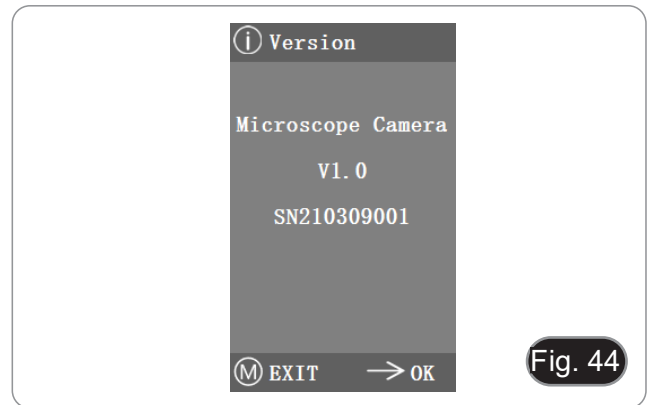 i Version
Microscope Camera
V1.0
SN210309001
M EXIT → OK
Fig. 44